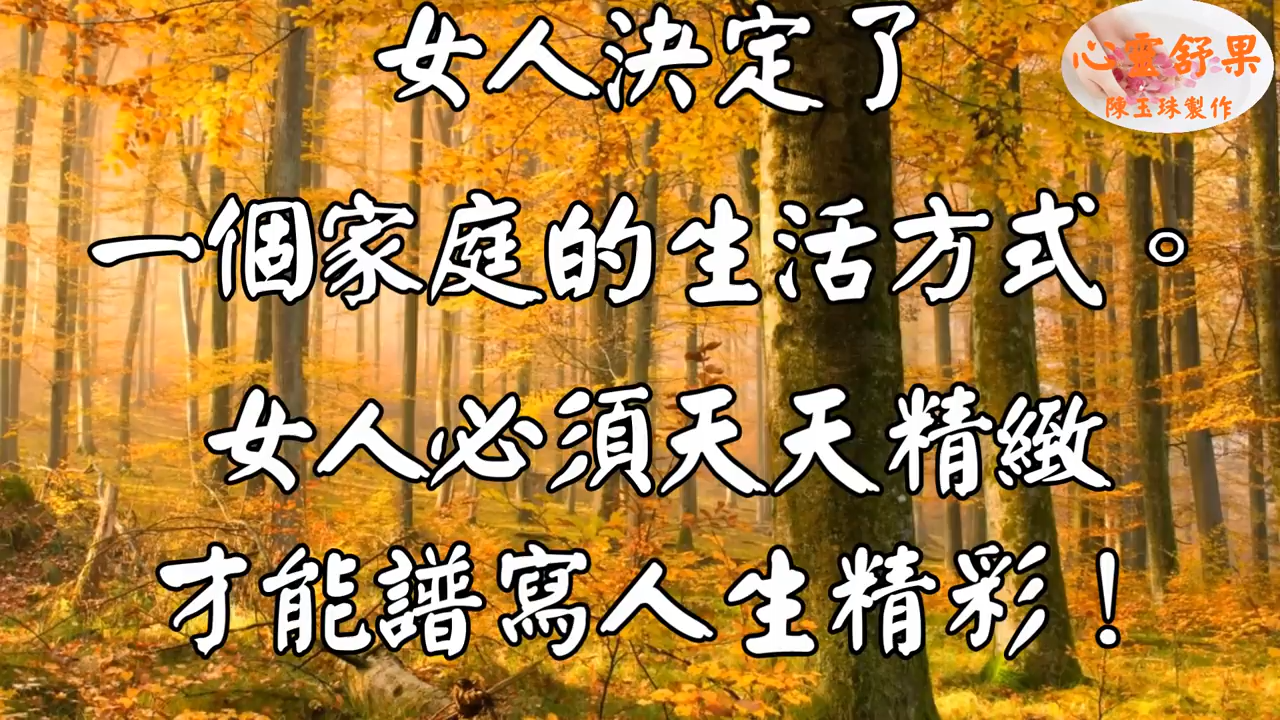 女人決定了
一個家庭的生活方式。
女人必須天天精緻
才能譜寫人生精彩！
心靈舒果
陳玉珠製作